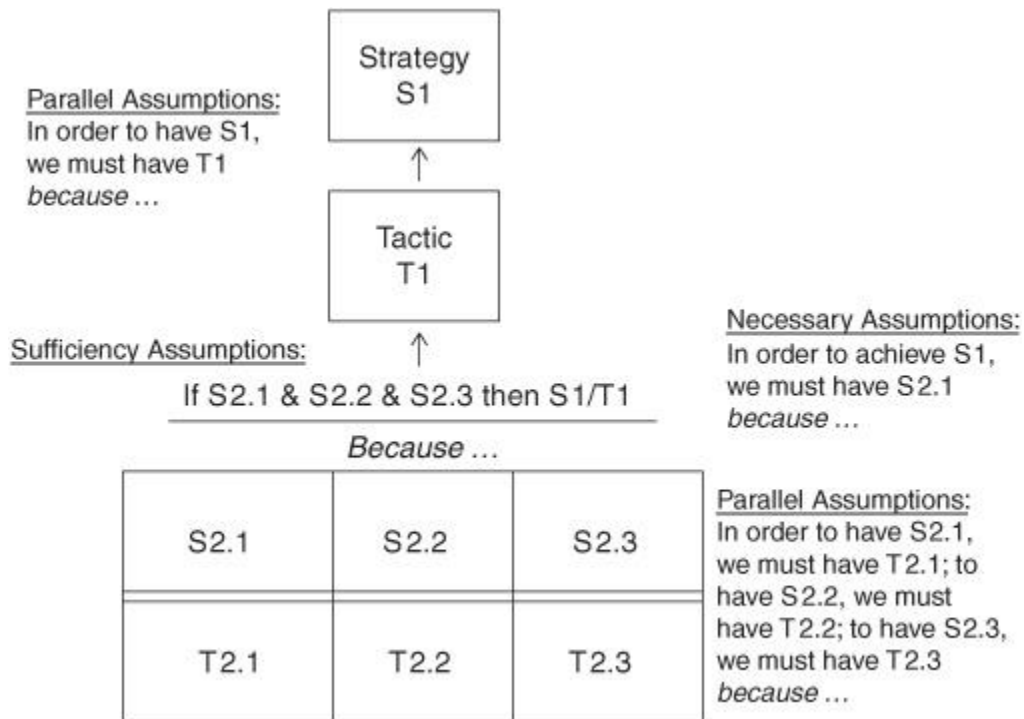 Strategy
S1
Parallel Assumptions:
In order to have S1,
we must have T1
because …
Tactic
T1
Sufficiency Assumptions:
If S2.1 & S2.2 & S2.3 then S1/T1
Because …
Necessary Assumptions:
In order to achieve S1,
we must have S2.1
because …
S2.1
S2.2
S2.3
T2.1
T2.2
T2.3
Parallel Assumptions:
In order to have S2.1,
we must have T2.1; to
have S2.2, we must
have T2.2; to have S2.3,
we must have T2.3
because …